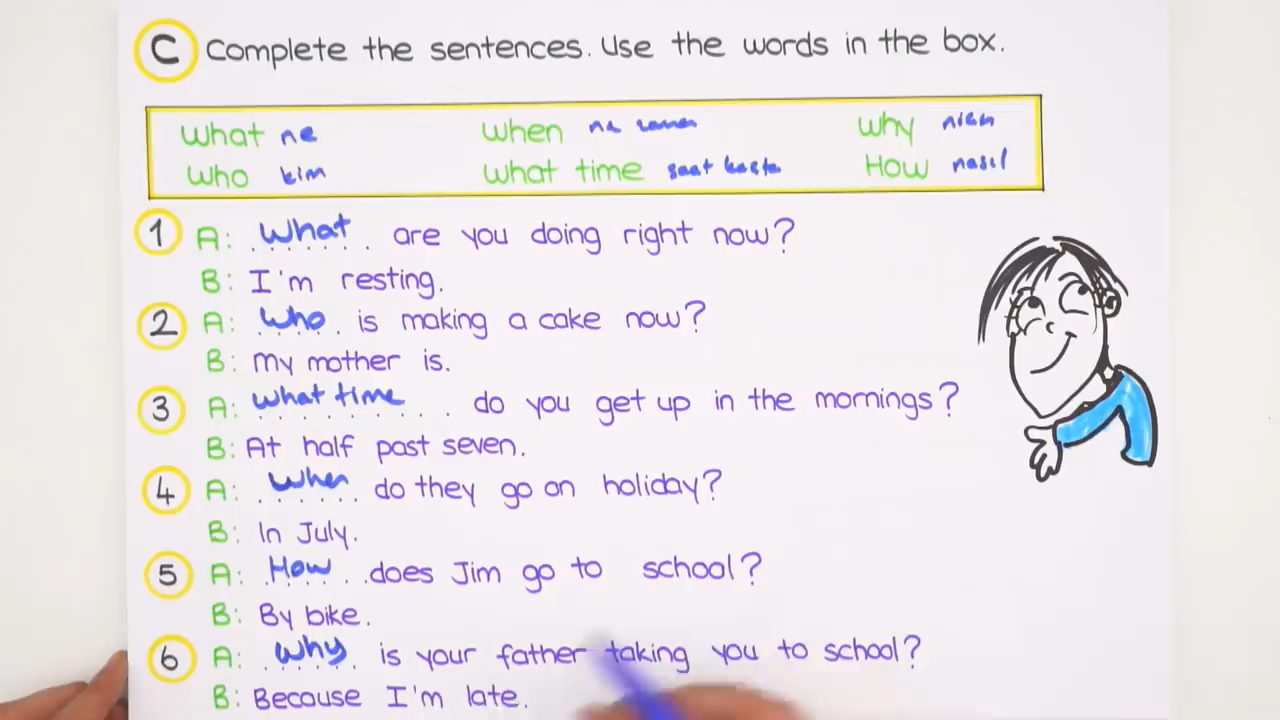 C Complete the sentences. Use the words in the box.
What ne When ne zaman Why niçin
Who kim What time saat kaçta How nasıl
1 A: What are you doing right now?
B: I'm resting.
2 A: Who is making a cake now?
B: My mother is.
3 A: What time do you get up in the mornings?
B: At half past seven.
4 A: When do they go on holiday?
B: In July.
5 A: How does Jim go to school?
B: By bike.
6 A: Why is your father taking you to school?
B: Because I'm late.